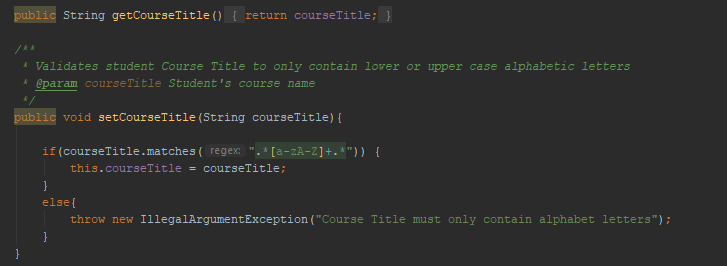 public String getCourseTitle() { return courseTitle; }
/**
 * Validates student Course Title to only contain lower or upper case alphabetic letters
 * @param courseTitle Student's course name
 */
public void setCourseTitle(String courseTitle){
if(courseTitle.matches( regex: ".*[a-zA-Z]+.*")) {
this.courseTitle = courseTitle;
}
else{
throw new IllegalArgumentException("Course Title must only contain alphabet letters");
}
}